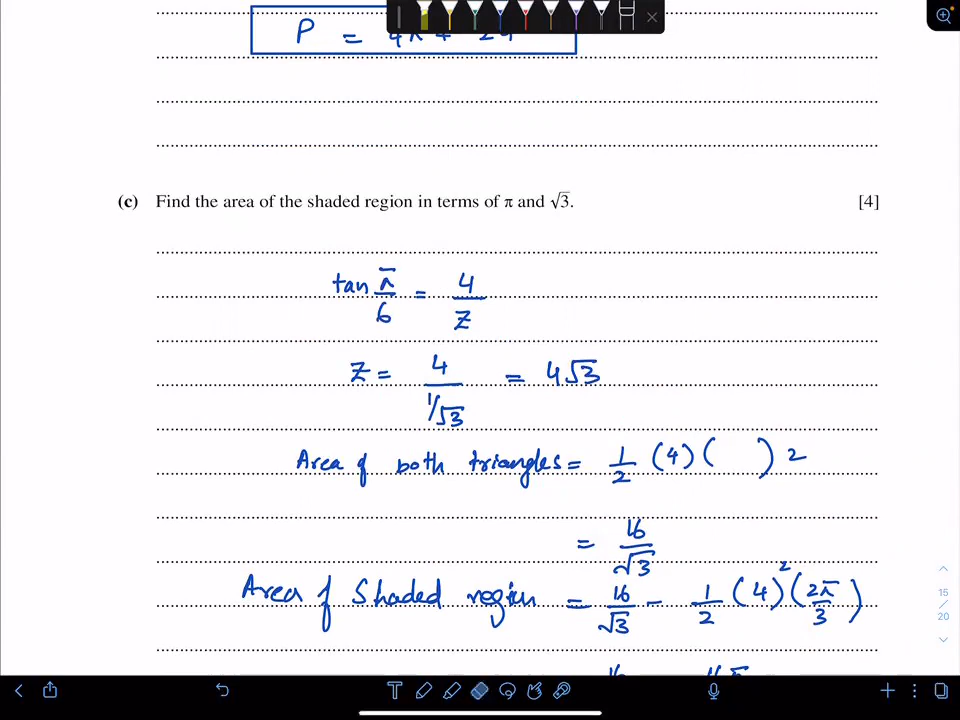 P = 4π + 24
(c) Find the area of the shaded region in terms of π and √3. [4]
tan π/6 = 4/z
z = 4/(1/√3) = 4√3
Area of both triangles = 1/2 (4)( ) 2
= 16/√3
Area of Shaded region = 16/√3 − 1/2 (4)² (2π/3)
15
/
20